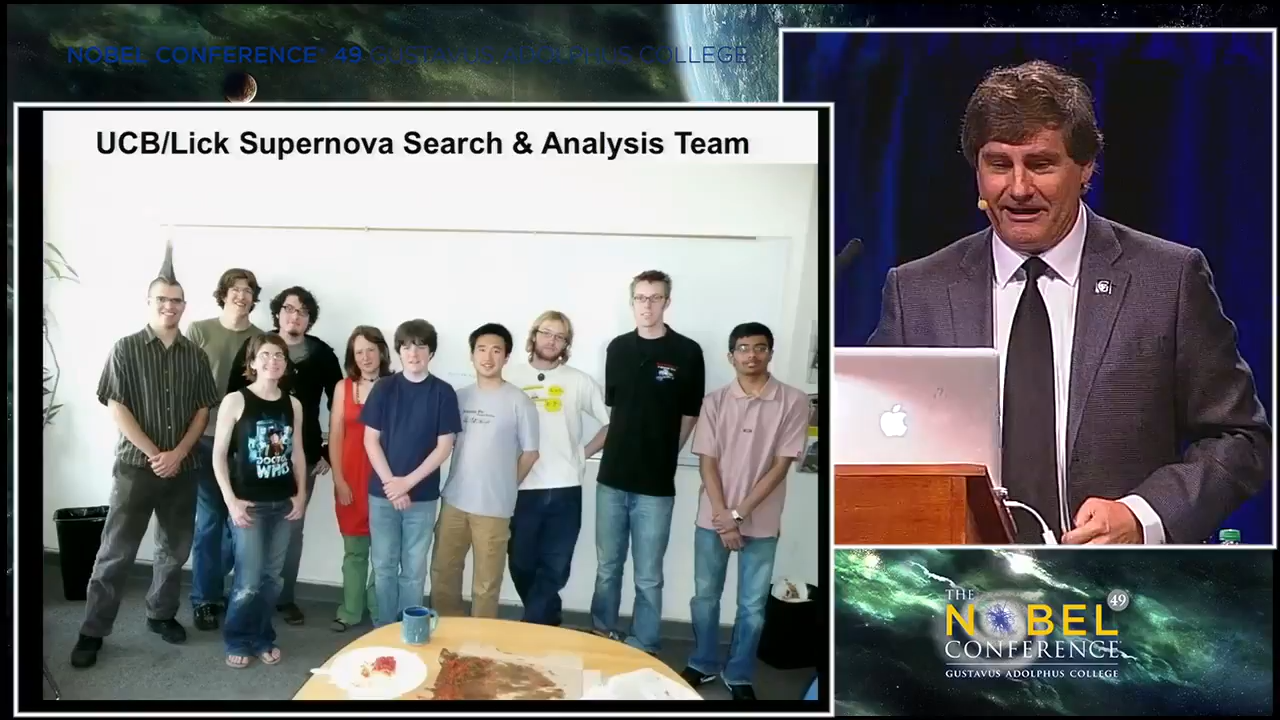 NOBEL CONFERENCE® 49 GUSTAVUS ADOLPHUS COLLEGE
UCB/Lick Supernova Search & Analysis Team
DOCTOR
WHO
THE
NOBEL 49
CONFERENCE
GUSTAVUS ADOLPHUS COLLEGE